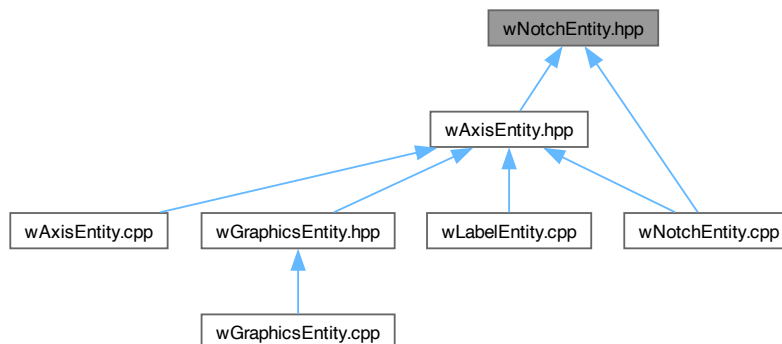 wNotchEntity.hpp
wAxisEntity.hpp
wAxisEntity.cpp
wGraphicsEntity.hpp
wLabelEntity.cpp
wNotchEntity.cpp
wGraphicsEntity.cpp